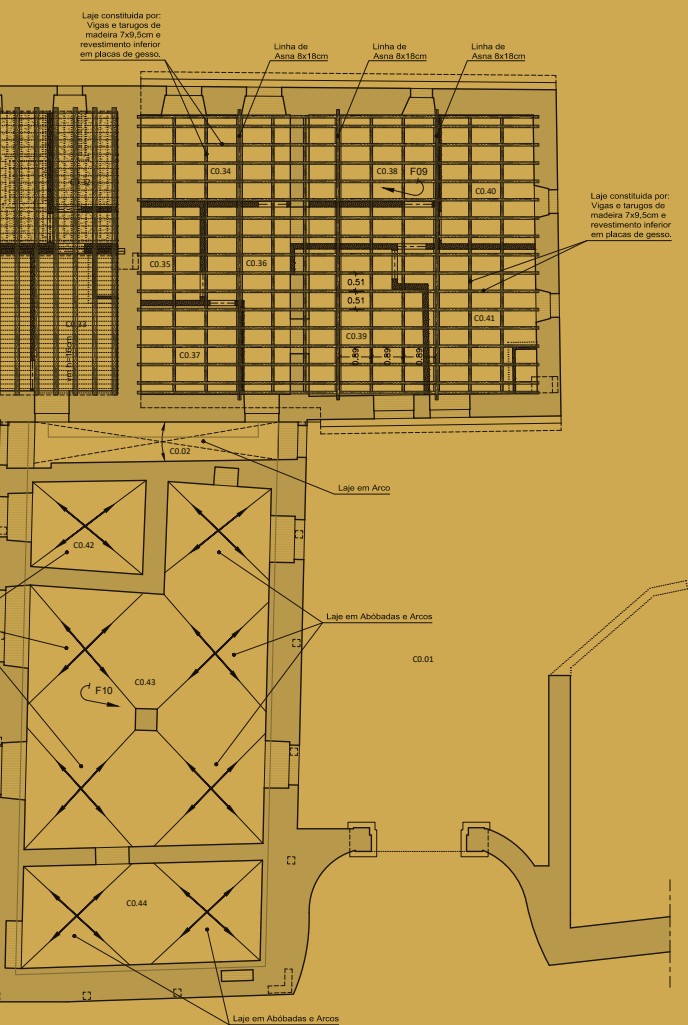 Laje constituída por:
Vigas e tarugos de
madeira 7x9,5cm e
revestimento inferior
em placas de gesso.
Linha de
Asna 8x18cm
Linha de
Asna 8x18cm
Linha de
Asna 8x18cm
C0.34
C0.38
F09
C0.40
Laje constituída por:
Vigas e tarugos de
madeira 7x9,5cm e
revestimento inferior
em placas de gesso.
C0.35
C0.36
0.51
0.51
C0.33
C0.41
C0.39
C0.37
0.89
0.89
0.89
C0.02
Laje em Arco
C0.42
Laje em Abóbadas e Arcos
C0.01
C0.43
F10
C0.44
Laje em Abóbadas e Arcos